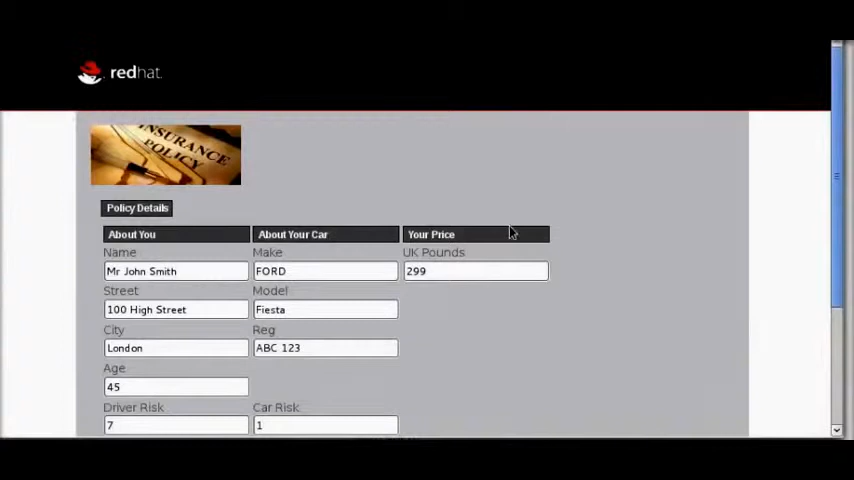 redhat.
INSURANCE
POLICY
Policy Details
About You About Your Car Your Price
Name Make UK Pounds
Mr John Smith FORD 299
Street Model
100 High Street Fiesta
City Reg
London ABC 123
Age
45
Driver Risk Car Risk
7 1